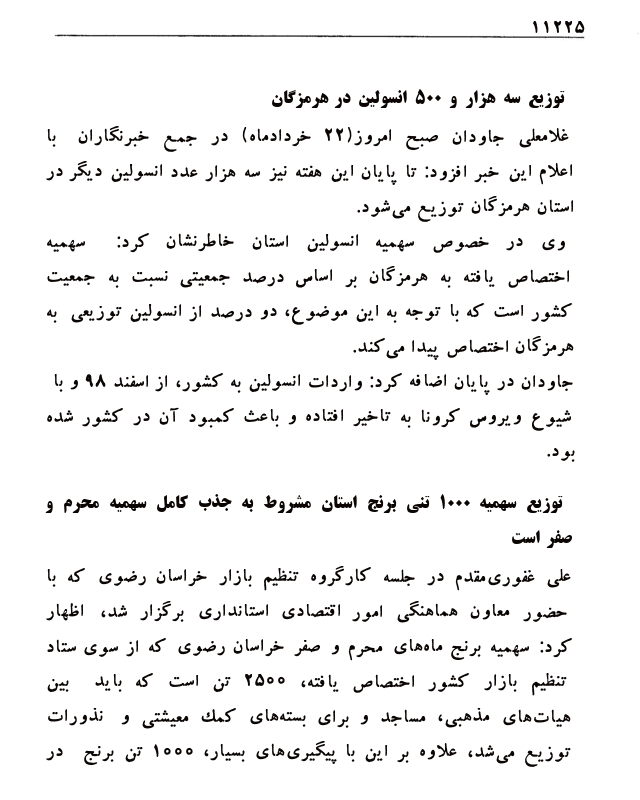 ۱۱۲۲۵
توزیع سه هزار و ۵۰۰ انسولین در هرمزگان
غلامعلی جاودان صبح امروز(۲۲ خردادماه) در جمع خبرنگاران با
اعلام این خبر افزود: تا پایان این هفته نیز سه هزار عدد انسولین دیگر در
استان هرمزگان توزیع می‌شود.
وی در خصوص سهمیه انسولین استان خاطرنشان کرد: سهمیه
اختصاص یافته به هرمزگان بر اساس درصد جمعیتی نسبت به جمعیت
کشور است که با توجه به این موضوع، دو درصد از انسولین توزیعی به
هرمزگان اختصاص پیدا می‌کند.
جاودان در پایان اضافه کرد: واردات انسولین به کشور، از اسفند ۹۸ و با
شیوع ویروس کرونا به تاخیر افتاده و باعث کمبود آن در کشور شده
بود.
توزیع سهمیه ۱۰۰۰ تنی برنج استان مشروط به جذب کامل سهمیه محرم و
صفر است
علی غفوری‌مقدم در جلسه کارگروه تنظیم بازار خراسان رضوی که با
حضور معاون هماهنگی امور اقتصادی استانداری برگزار شد، اظهار
کرد: سهمیه برنج ماه‌های محرم و صفر خراسان رضوی که از سوی ستاد
تنظیم بازار کشور اختصاص یافته، ۲۵۰۰ تن است که باید بین
هیات‌های مذهبی، مساجد و برای بسته‌های کمك معیشتی و نذورات
توزیع می‌شد، علاوه بر این با پیگیری‌های بسیار، ۱۰۰۰ تن برنج در